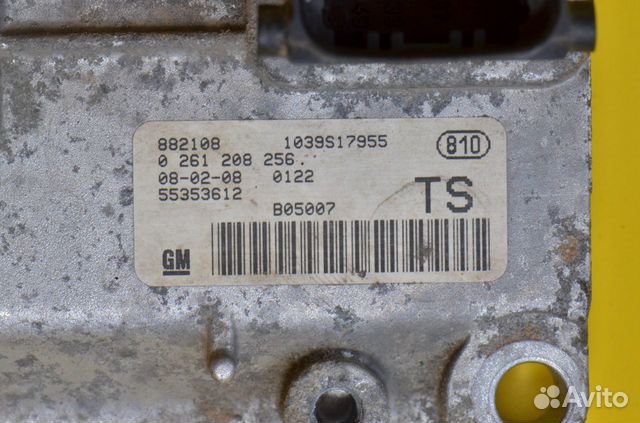 882108 1039S17955 810
0 261 208 256.
08-02-08 0122
55353612 TS
B05007
GM
Avito